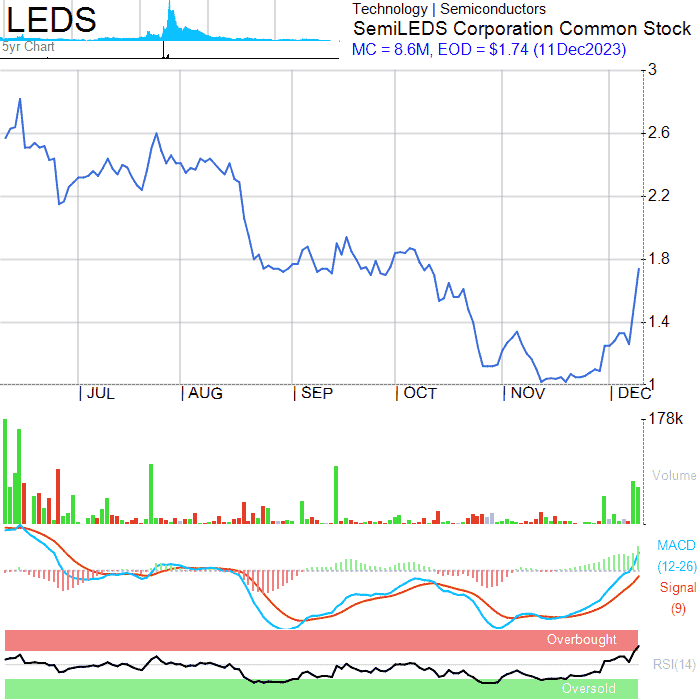 LEDS
5yr Chart
Technology | Semiconductors
SemiLEDS Corporation Common Stock
MC = 8.6M, EOD = $1.74 (11Dec2023)
3
2.6
2.2
1.8
1.4
1
| JUL | AUG | SEP | OCT | NOV | DEC
178k
Volume
MACD
(12-26)
Signal
(9)
Overbought
RSI(14)
Oversold